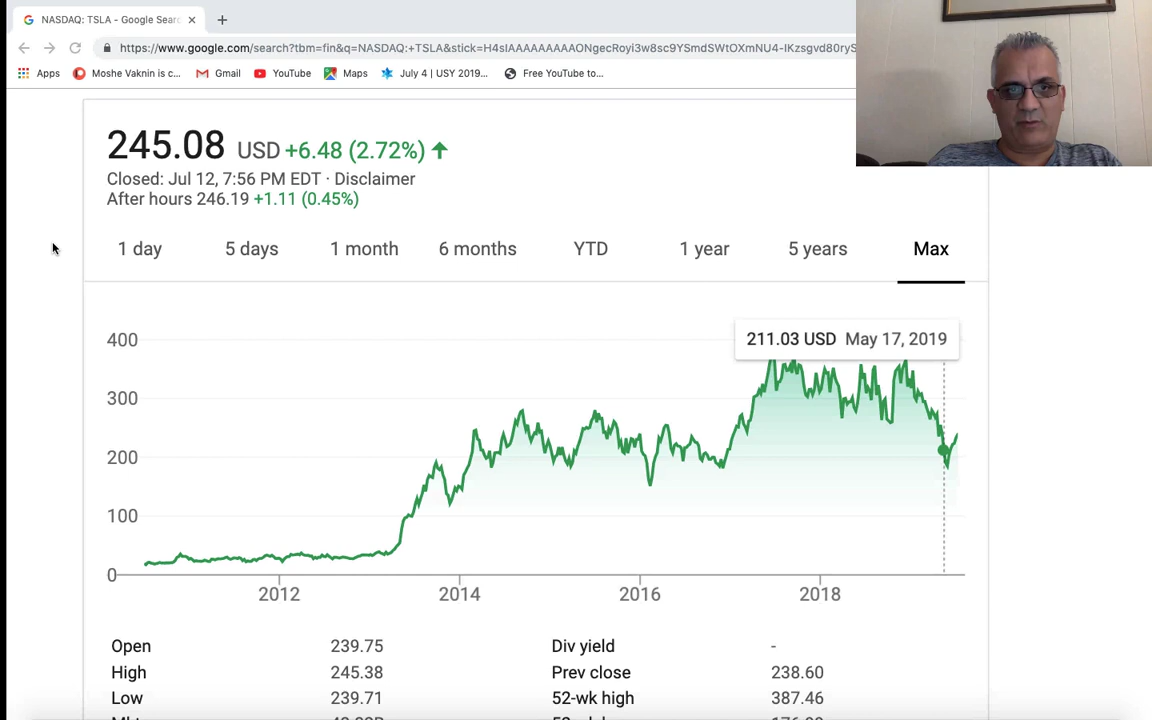 NASDAQ: TSLA - Google Searc
https://www.google.com/search?tbm=fin&q=NASDAQ:+TSLA&stick=
Apps Moshe Vaknin is c... Gmail YouTube Maps July 4 | USY 2019... Free YouTube to...
245.08 USD +6.48 (2.72%)
Closed: Jul 12, 7:56 PM EDT · Disclaimer
After hours 246.19 +1.11 (0.45%)
1 day 5 days 1 month 6 months YTD 1 year 5 years Max
211.03 USD May 17, 2019
400
300
200
100
0
2012 2014 2016 2018
Open 239.75 Div yield -
High 245.38 Prev close 238.60
Low 239.71 52-wk high 387.46